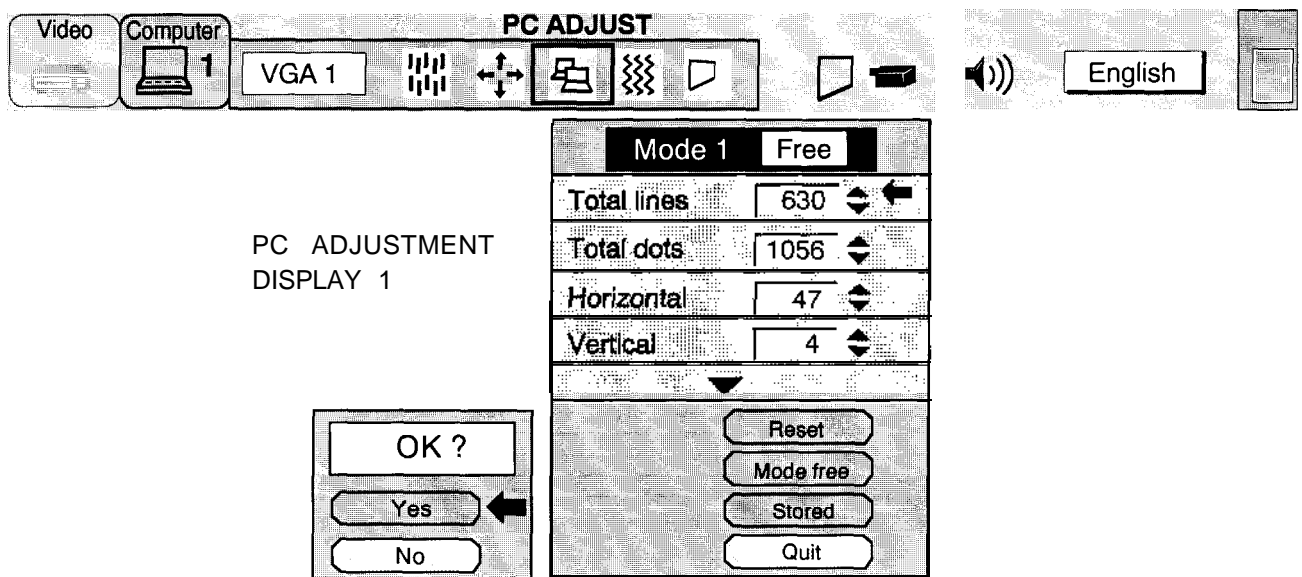 PC ADJUST
Video
Computer
1
VGA 1
English
Mode 1 Free
Total lines 630
Total dots 1056
Horizontal 47
Vertical 4
PC ADJUSTMENT
DISPLAY 1
Reset
Mode free
Stored
Quit
OK ?
Yes
No